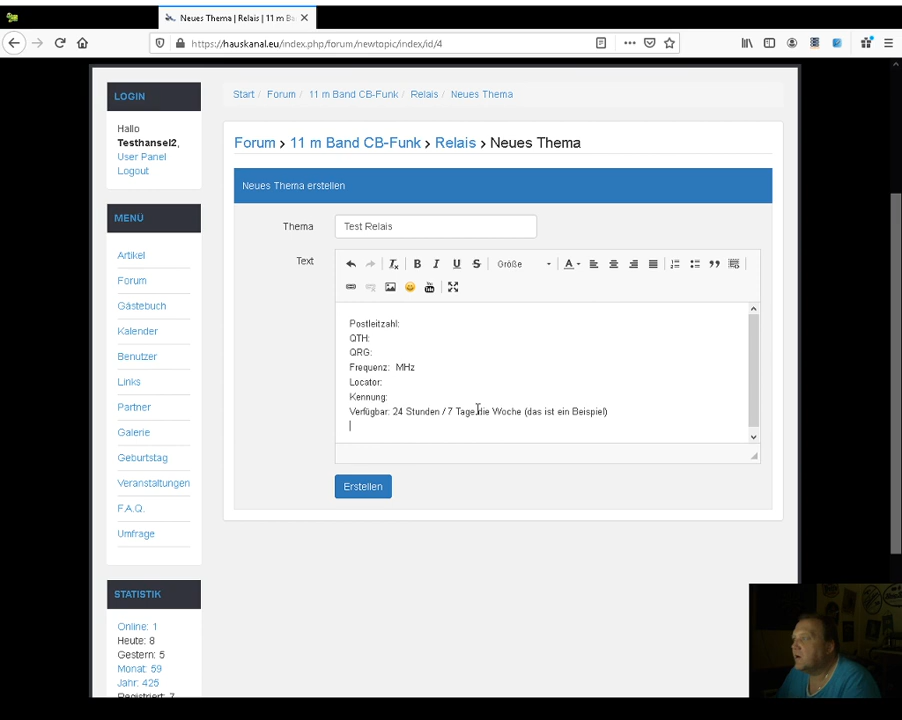 Neues Thema | Relais | 11 m Ba
https://hauskanal.eu/index.php/forum/newtopic/index/id/4
LOGIN
Hallo
Testhansel2,
User Panel
Logout
MENÜ
Artikel
Forum
Gästebuch
Kalender
Benutzer
Links
Partner
Galerie
Geburtstag
Veranstaltungen
F.A.Q.
Umfrage
STATISTIK
Online: 1
Heute: 8
Gestern: 5
Monat: 59
Jahr: 425
Registriert: 7
Start / Forum / 11 m Band CB-Funk / Relais / Neues Thema
Forum › 11 m Band CB-Funk › Relais › Neues Thema
Neues Thema erstellen
Thema
Test Relais
Text
B I U S Größe A
Postleitzahl:
QTH:
QRG:
Frequenz: MHz
Locator:
Kennung:
Verfügbar: 24 Stunden / 7 Tage die Woche (das ist ein Beispiel)
Erstellen